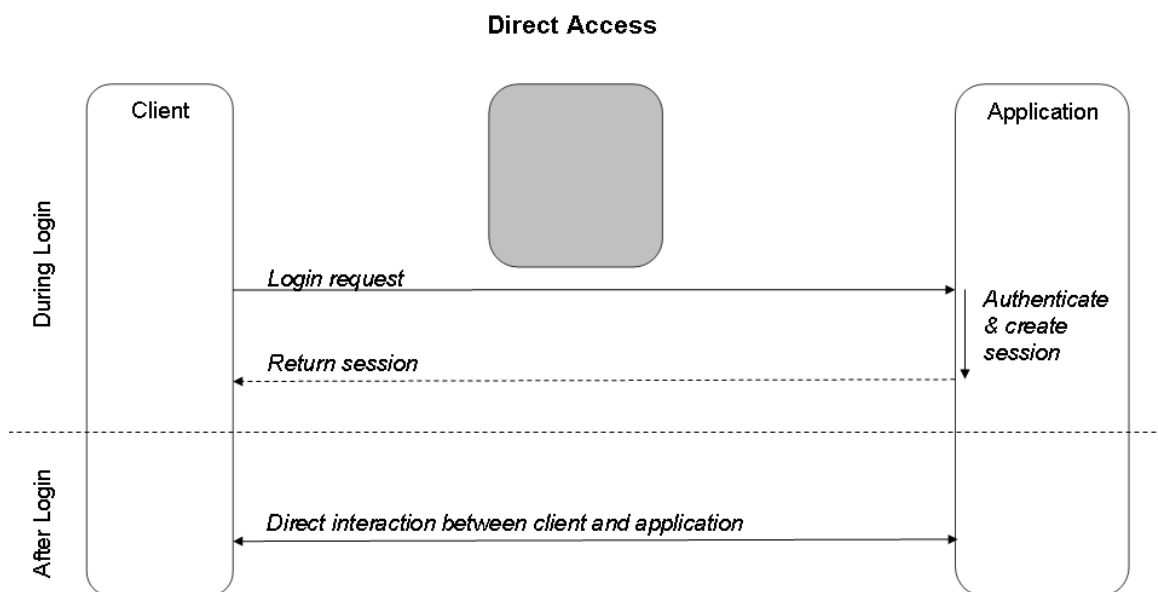 Direct Access
Client
Application
During Login
Login request
Authenticate
& create
session
Return session
After Login
Direct interaction between client and application